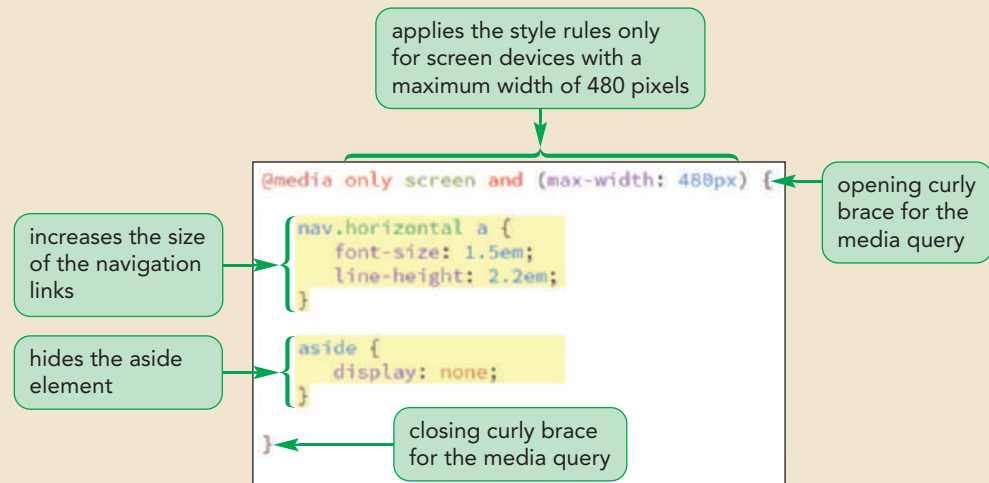 applies the style rules only
for screen devices with a
maximum width of 480 pixels
@media only screen and (max-width: 480px) {
opening curly
brace for the
media query
increases the size
of the navigation
links
nav.horizontal a {
font-size: 1.5em;
line-height: 2.2em;
}
hides the aside
element
aside {
display: none;
}
}
closing curly brace
for the media query